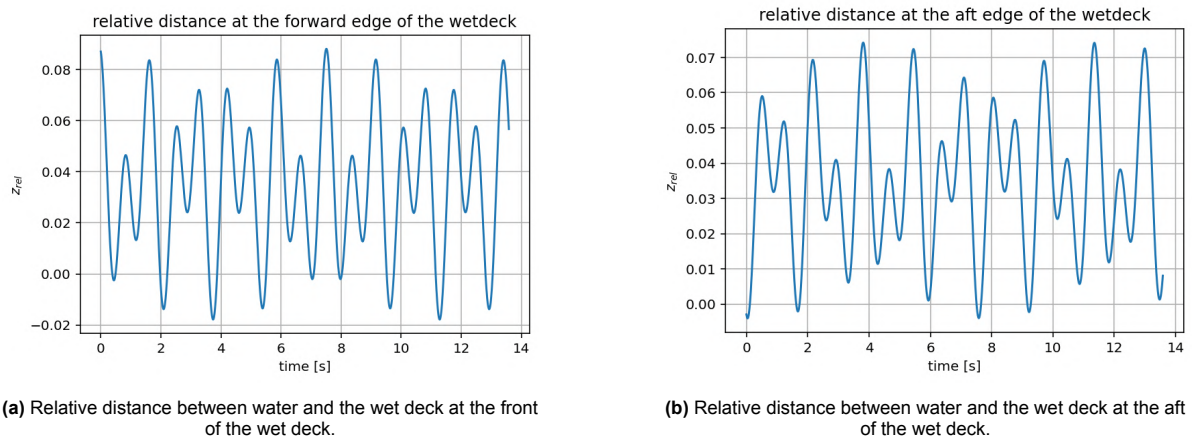 relative distance at the forward edge of the wetdeck
0.08
0.06
0.04
0.02
0.00
−0.02
z_rel
0 2 4 6 8 10 12 14
time [s]
(a) Relative distance between water and the wet deck at the front
of the wet deck.
relative distance at the aft edge of the wetdeck
0.07
0.06
0.05
0.04
0.03
0.02
0.01
0.00
z_rel
0 2 4 6 8 10 12 14
time [s]
(b) Relative distance between water and the wet deck at the aft
of the wet deck.